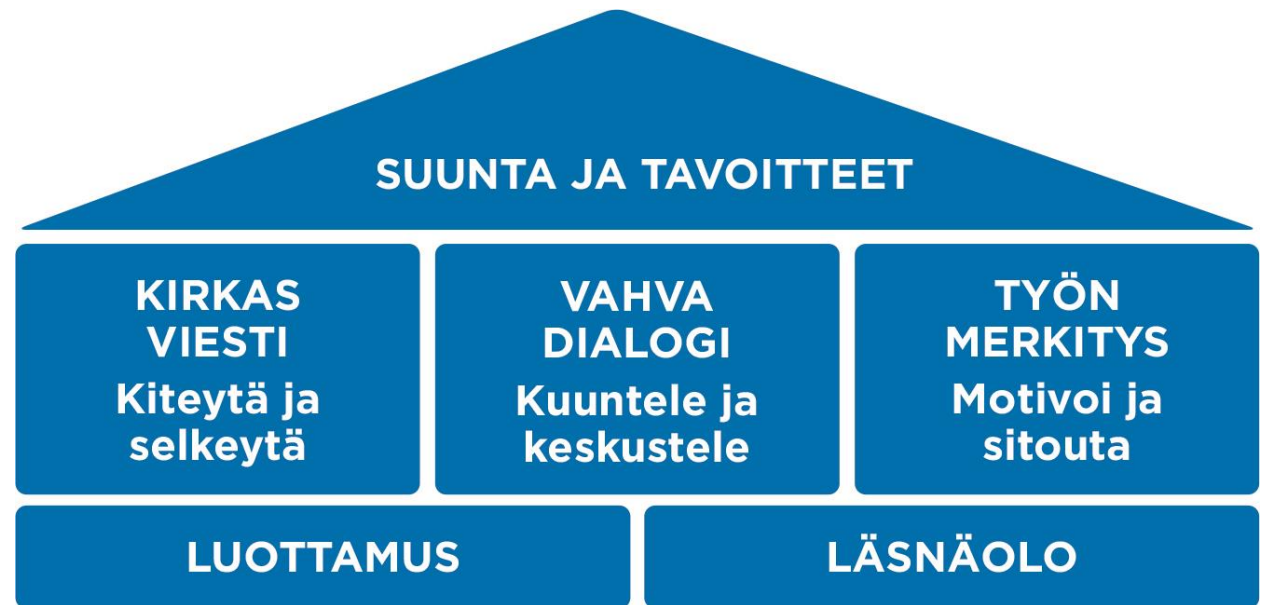 SUUNTA JA TAVOITTEET
KIRKAS
VIESTI
Kiteytä ja
selkeytä
VAHVA
DIALOGI
Kuuntele ja
keskustele
TYÖN
MERKITYS
Motivoi ja
sitouta
LUOTTAMUS
LÄSNÄOLO